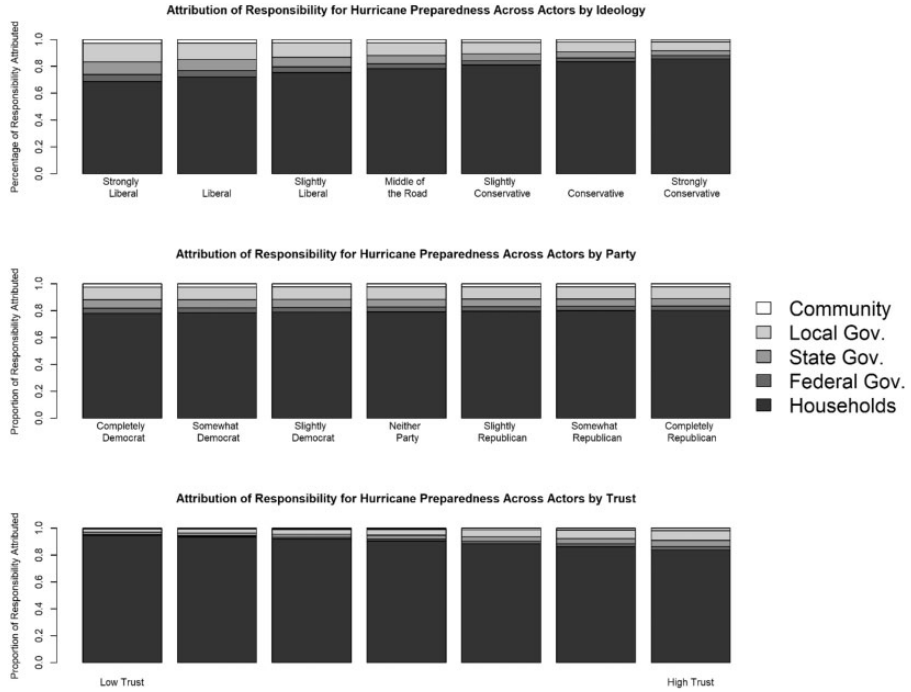 Attribution of Responsibility for Hurricane Preparedness Across Actors by Ideology
Percentage of Responsibility Attributed
1.0
0.8
0.6
0.4
0.2
0.0
Strongly Liberal
Liberal
Slightly Liberal
Middle of the Road
Slightly Conservative
Conservative
Strongly Conservative
Attribution of Responsibility for Hurricane Preparedness Across Actors by Party
Proportion of Responsibility Attributed
1.0
0.8
0.6
0.4
0.2
0.0
Completely Democrat
Somewhat Democrat
Slightly Democrat
Neither Party
Slightly Republican
Somewhat Republican
Completely Republican
Community
Local Gov.
State Gov.
Federal Gov.
Households
Attribution of Responsibility for Hurricane Preparedness Across Actors by Trust
Proportion of Responsibility Attributed
1.0
0.8
0.6
0.4
0.2
0.0
Low Trust
High Trust